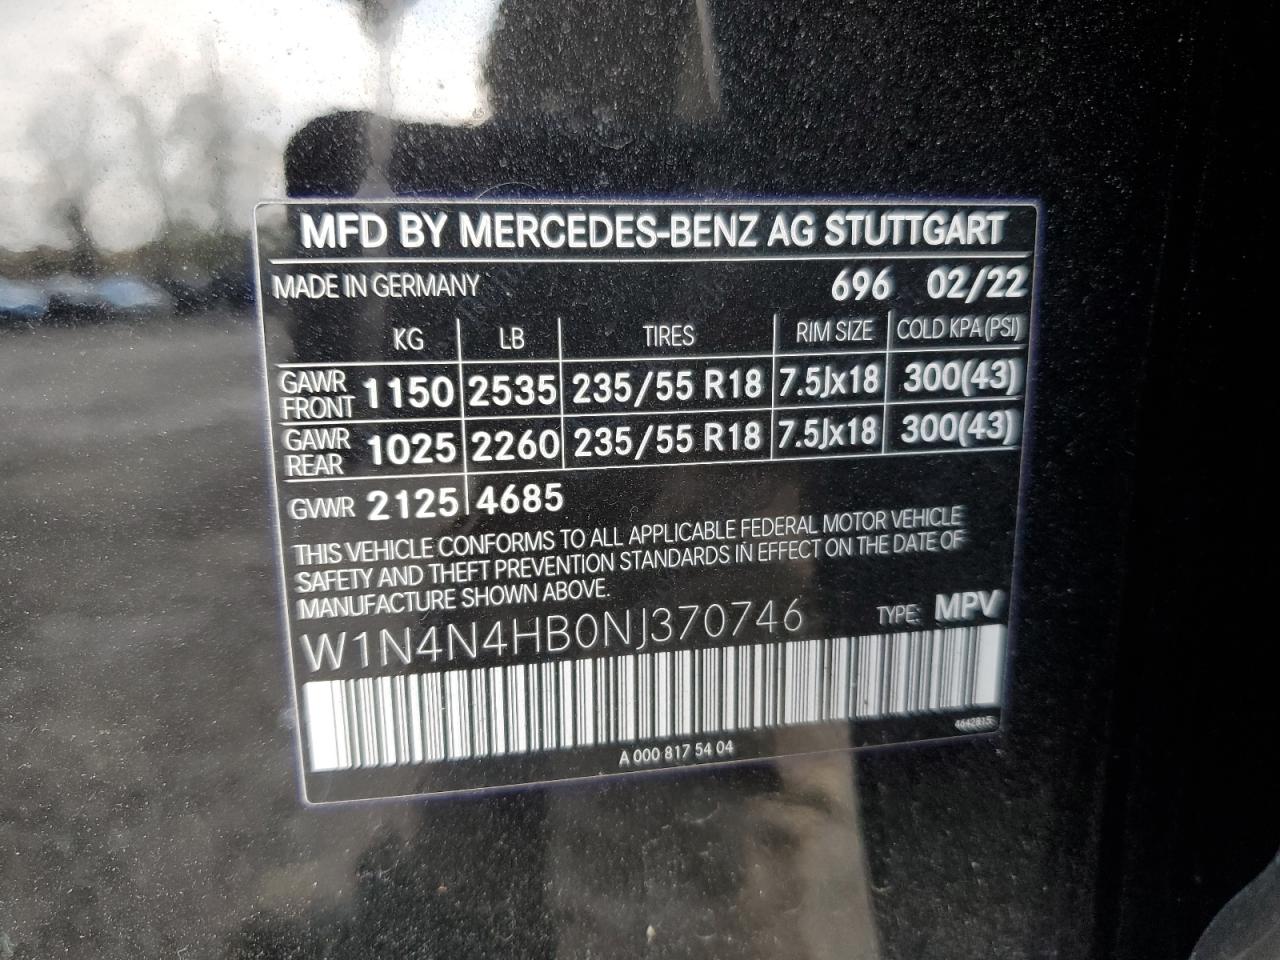 MFD BY MERCEDES-BENZ AG STUTTGART
MADE IN GERMANY 696 02/22
KG LB TIRES RIM SIZE COLD KPA (PSI)
GAWR FRONT 1150 2535 235/55 R18 7.5Jx18 300(43)
GAWR REAR 1025 2260 235/55 R18 7.5Jx18 300(43)
GVWR 2125 4685
THIS VEHICLE CONFORMS TO ALL APPLICABLE FEDERAL MOTOR VEHICLE
SAFETY AND THEFT PREVENTION STANDARDS IN EFFECT ON THE DATE OF
MANUFACTURE SHOWN ABOVE.
W1N4N4HB0NJ370746 TYPE: MPV
4642815
A 000 817 54 04